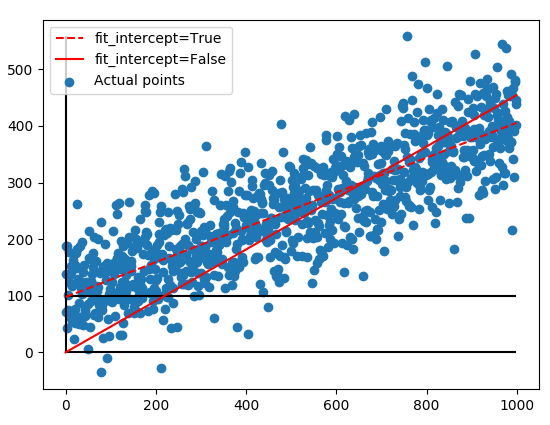 fit_intercept=True
fit_intercept=False
Actual points
500
400
300
200
100
0
0 200 400 600 800 1000